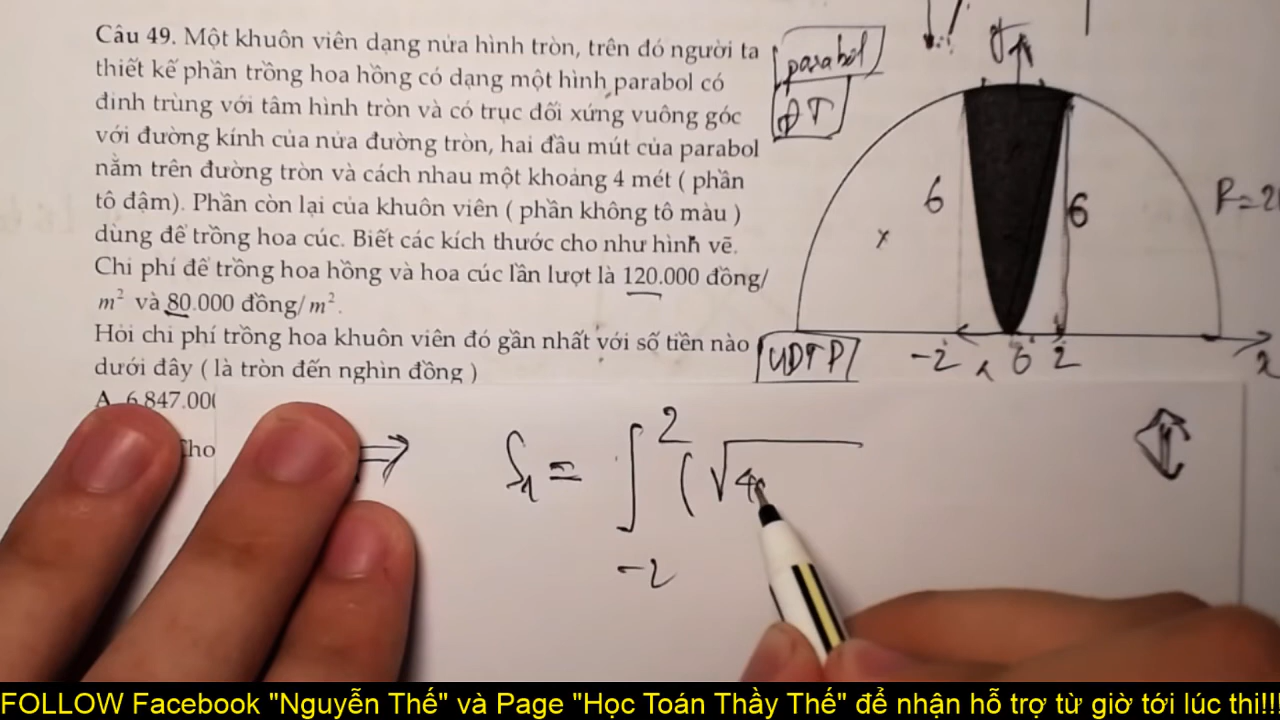 Câu 49. Một khuôn viên dạng nửa hình tròn, trên đó người ta
thiết kế phần trồng hoa hồng có dạng một hình parabol có
đỉnh trùng với tâm hình tròn và có trục đối xứng vuông góc
với đường kính của nửa đường tròn, hai đầu mút của parabol
nằm trên đường tròn và cách nhau một khoảng 4 mét ( phần
tô đậm). Phần còn lại của khuôn viên ( phần không tô màu )
dùng để trồng hoa cúc. Biết các kích thước cho như hình vẽ.
Chi phí để trồng hoa hồng và hoa cúc lần lượt là 120.000 đồng/
m² và 80.000 đồng/m².
Hỏi chi phí trồng hoa khuôn viên đó gần nhất với số tiền nào
dưới đây ( là tròn đến nghìn đồng )
A. 6.847.000
parabol
ĐT
y
6
6
R=2
x
UDTP
-2
0
2
x
⇒ S₁ = ∫ 2 -2 (√4
FOLLOW Facebook "Nguyễn Thế" và Page "Học Toán Thầy Thế" để nhận hỗ trợ từ giờ tới lúc thi!!!